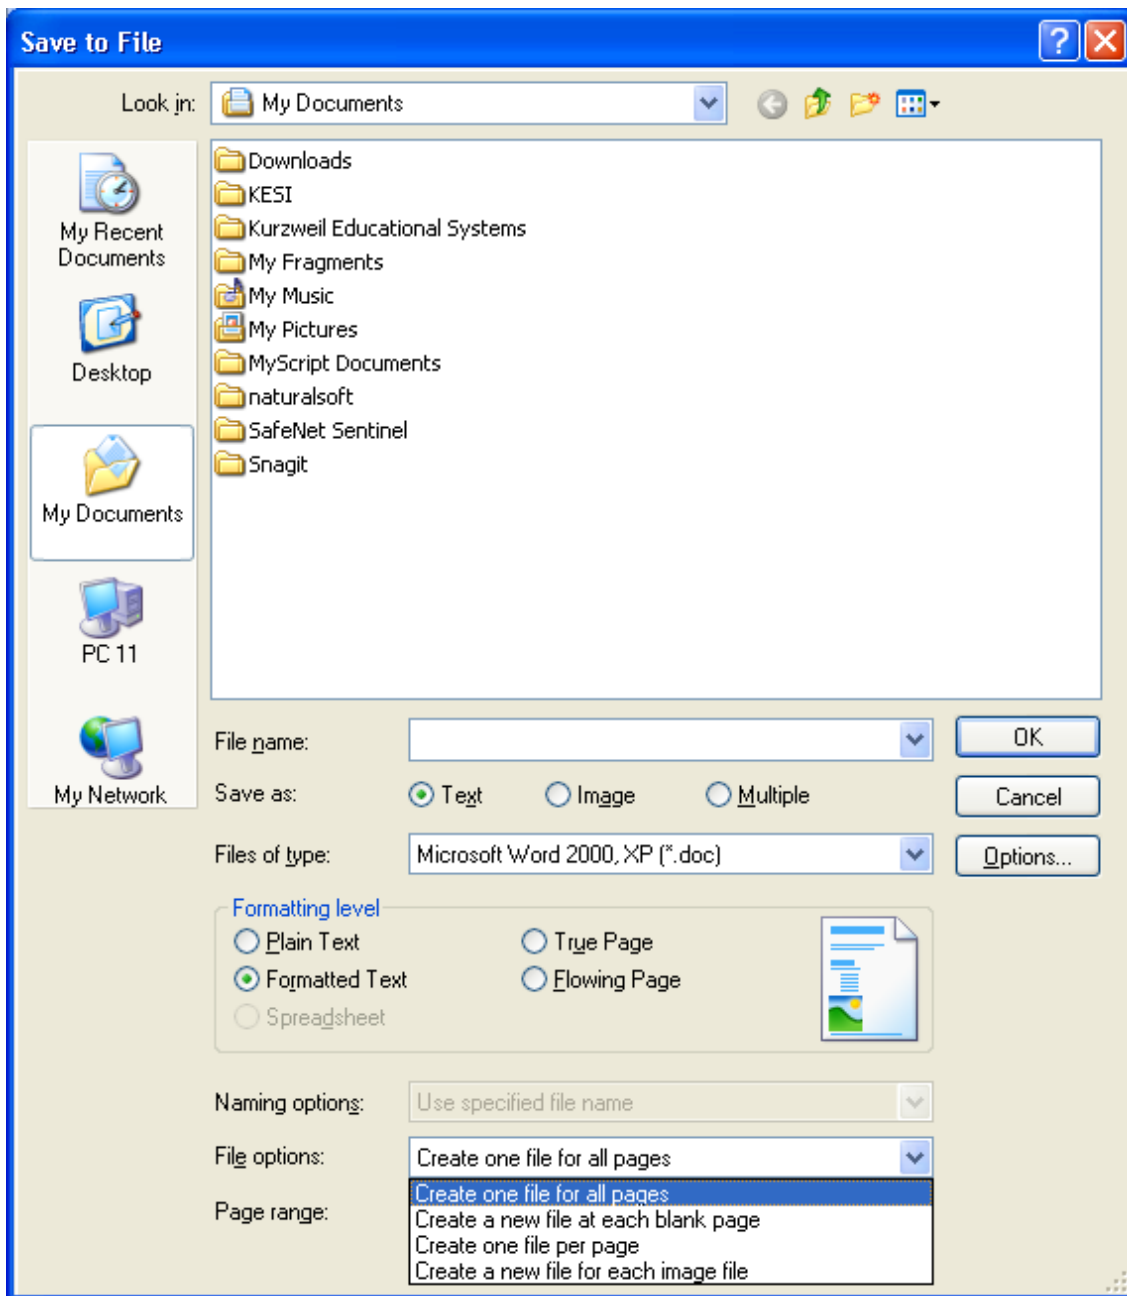 Save to File
Look in:
My Documents
My Recent
Documents
Desktop
My Documents
PC 11
My Network
Downloads
KESI
Kurzweil Educational Systems
My Fragments
My Music
My Pictures
MyScript Documents
naturalsoft
SafeNet Sentinel
Snagit
File name:
OK
Save as:
Text
Image
Multiple
Cancel
Files of type:
Microsoft Word 2000, XP (*.doc)
Options...
Formatting level
Plain Text
True Page
Formatted Text
Flowing Page
Spreadsheet
Naming options:
Use specified file name
File options:
Create one file for all pages
Page range:
Create one file for all pages
Create a new file at each blank page
Create one file per page
Create a new file for each image file